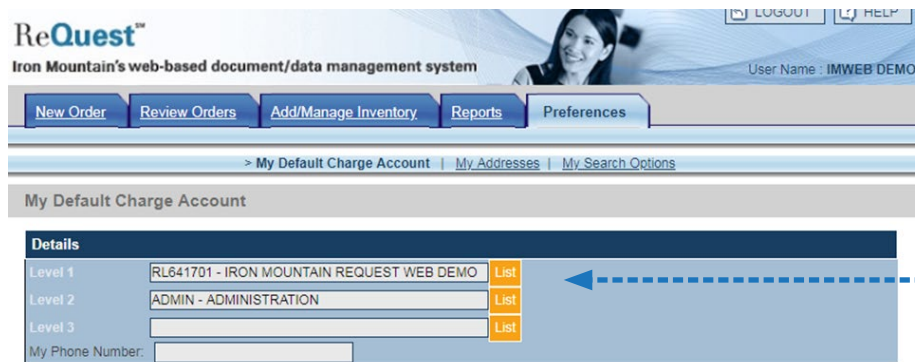 LOGOUT HELP
ReQuest℠
Iron Mountain's web-based document/data management system
User Name : IMWEB DEMO
New Order Review Orders Add/Manage Inventory Reports Preferences
> My Default Charge Account | My Addresses | My Search Options
My Default Charge Account
Details
Level 1 RL641701 - IRON MOUNTAIN REQUEST WEB DEMO List
Level 2 ADMIN - ADMINISTRATION List
Level 3 List
My Phone Number: